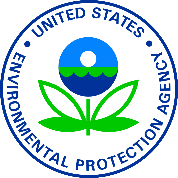 UNITED STATES
ENVIRONMENTAL PROTECTION AGENCY